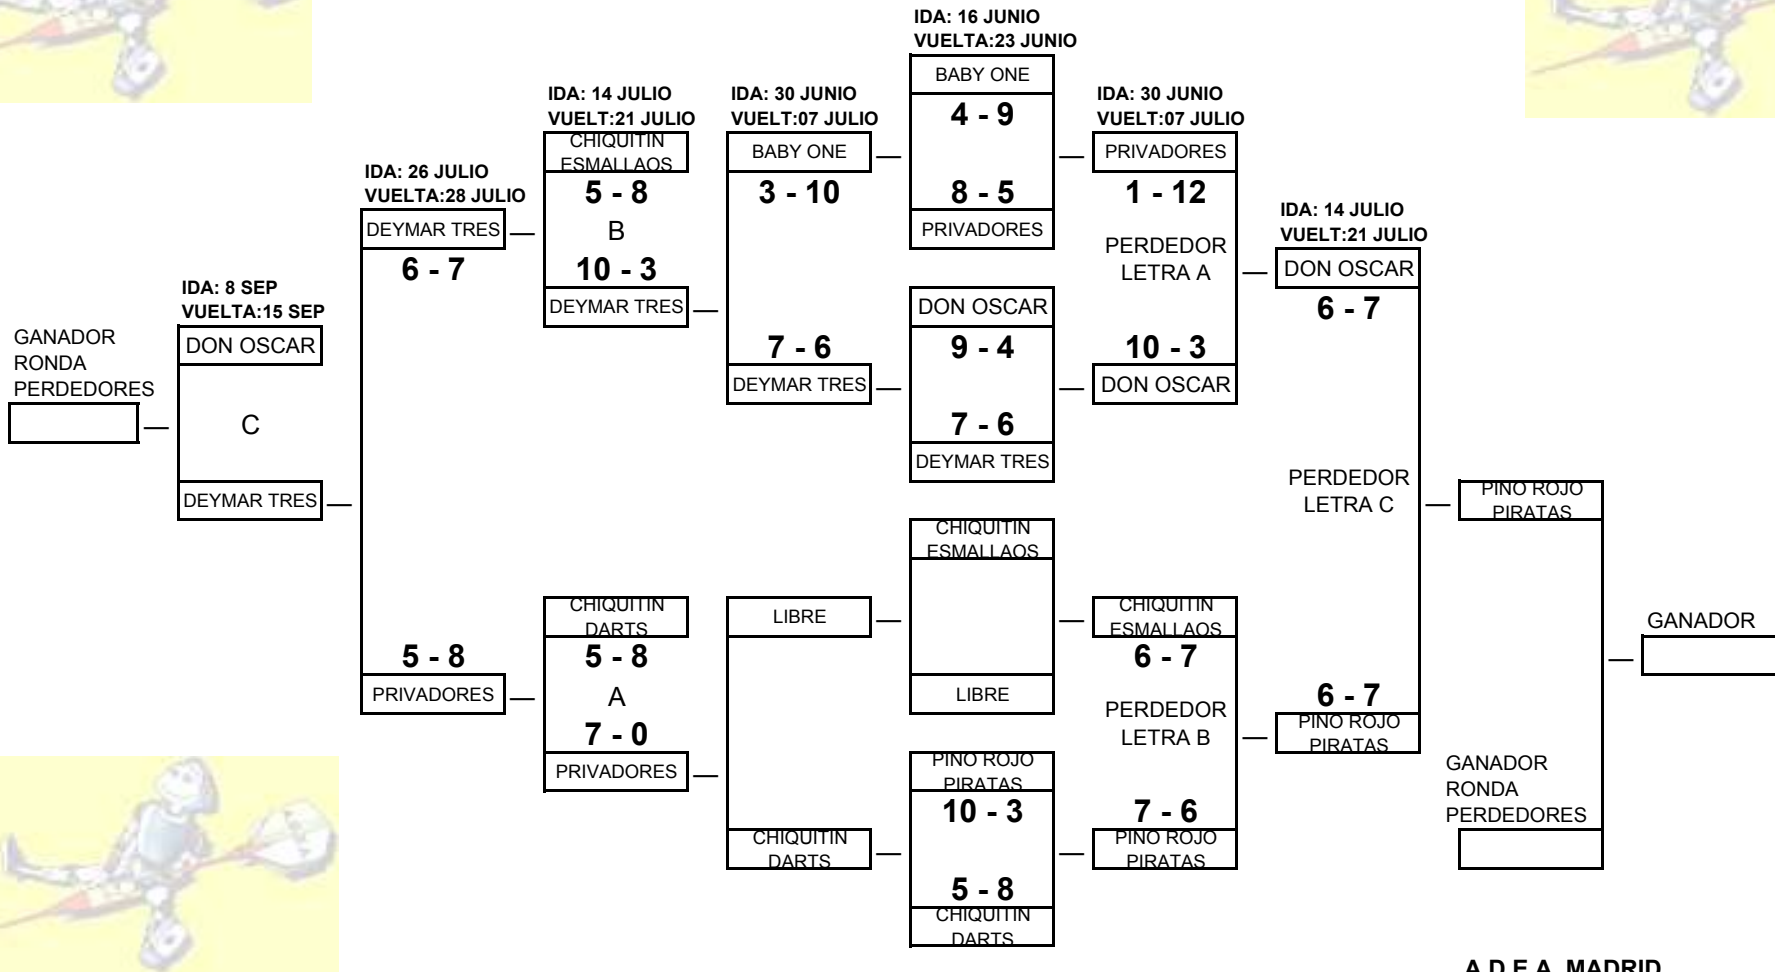 IDA: 16 JUNIO
VUELTA:23 JUNIO
BABY ONE
4 - 9
8 - 5
PRIVADORES
IDA: 14 JULIO
VUELT:21 JULIO
CHIQUITIN
ESMALLAOS
5 - 8
B
10 - 3
DEYMAR TRES
IDA: 30 JUNIO
VUELT:07 JULIO
BABY ONE
3 - 10
7 - 6
DEYMAR TRES
IDA: 30 JUNIO
VUELT:07 JULIO
PRIVADORES
1 - 12
PERDEDOR
LETRA A
10 - 3
DON OSCAR
IDA: 26 JULIO
VUELTA:28 JULIO
DEYMAR TRES
6 - 7
5 - 8
PRIVADORES
IDA: 14 JULIO
VUELT:21 JULIO
DON OSCAR
6 - 7
PERDEDOR
LETRA C
6 - 7
PINO ROJO
PIRATAS
IDA: 8 SEP
VUELTA:15 SEP
DON OSCAR
C
DEYMAR TRES
GANADOR
RONDA
PERDEDORES
DON OSCAR
9 - 4
7 - 6
DEYMAR TRES
CHIQUITIN
ESMALLAOS
LIBRE
PINO ROJO
PIRATAS
10 - 3
5 - 8
CHIQUITIN
DARTS
CHIQUITIN
DARTS
5 - 8
A
7 - 0
PRIVADORES
LIBRE
CHIQUITIN
DARTS
CHIQUITIN
ESMALLAOS
6 - 7
PERDEDOR
LETRA B
7 - 6
PINO ROJO
PIRATAS
PINO ROJO
PIRATAS
GANADOR
GANADOR
RONDA
PERDEDORES
A.D.E.A. MADRID